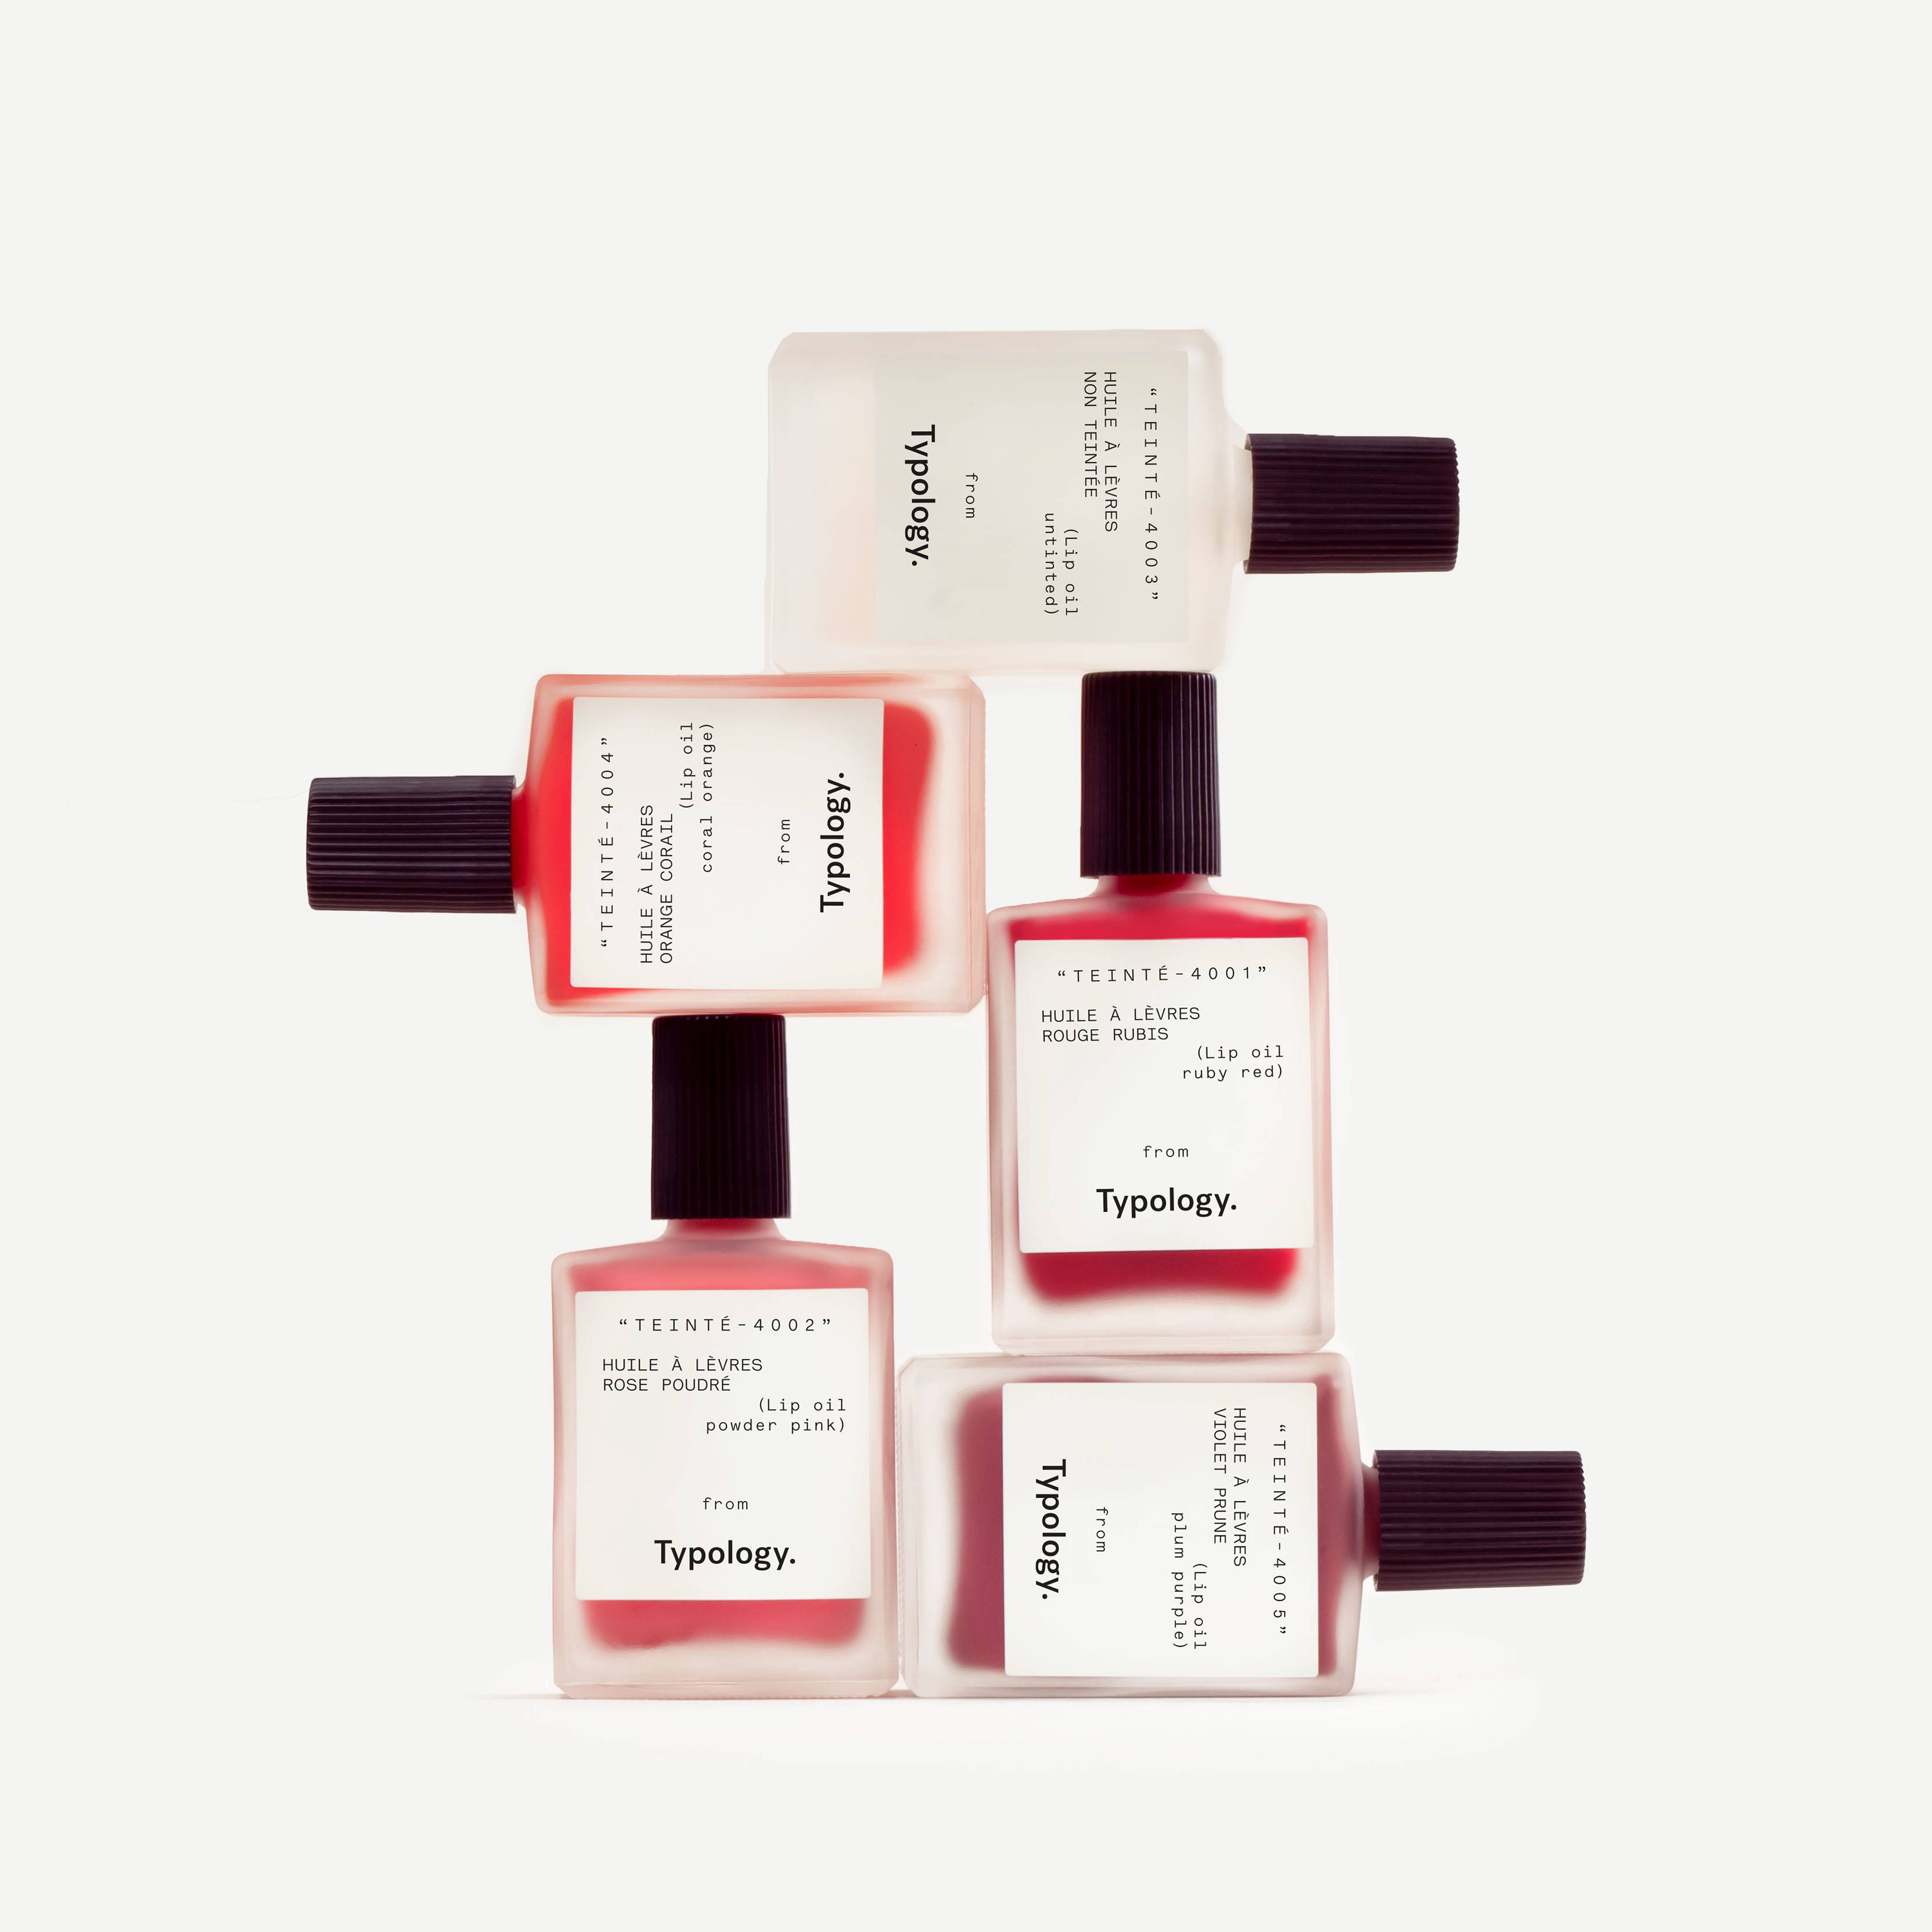 “TEINTÉ-4003”
HUILE À LÈVRES
NON TEINTÉE
(Lip oil
untinted)
from
Typology.
“TEINTÉ-4004”
HUILE À LÈVRES
ORANGE CORAIL
(Lip oil
coral orange)
from
Typology.
“TEINTÉ-4001”
HUILE À LÈVRES
ROUGE RUBIS
(Lip oil
ruby red)
from
Typology.
“TEINTÉ-4002”
HUILE À LÈVRES
ROSE POUDRÉ
(Lip oil
powder pink)
from
Typology.
“TEINTÉ-4005”
HUILE À LÈVRES
VIOLET PRUNE
(Lip oil
plum purple)
from
Typology.